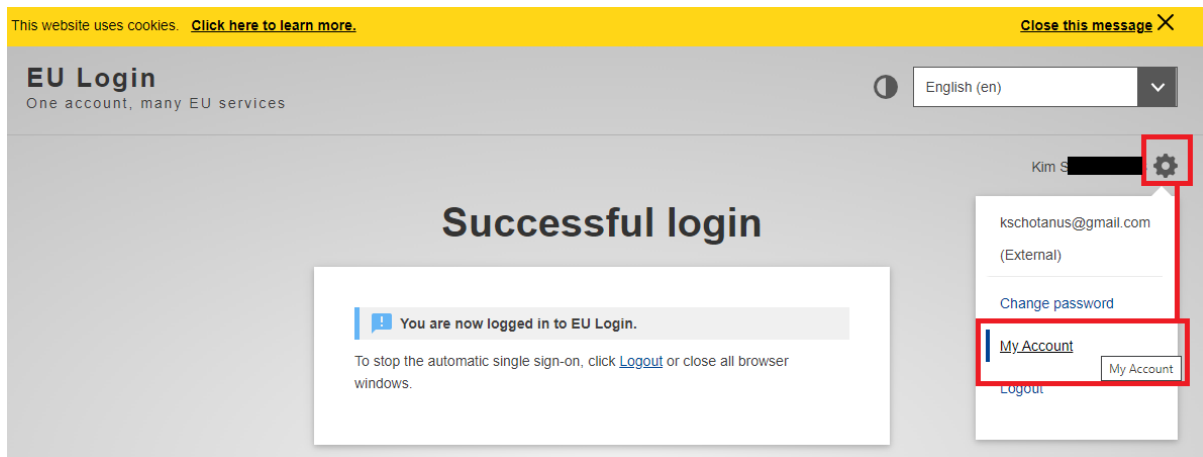 This website uses cookies. Click here to learn more.
Close this message
EU Login
One account, many EU services
English (en)
Kim S
Successful login
kschotanus@gmail.com
(External)
You are now logged in to EU Login.
Change password
To stop the automatic single sign-on, click Logout or close all browser
windows.
My Account
My Account
Logout